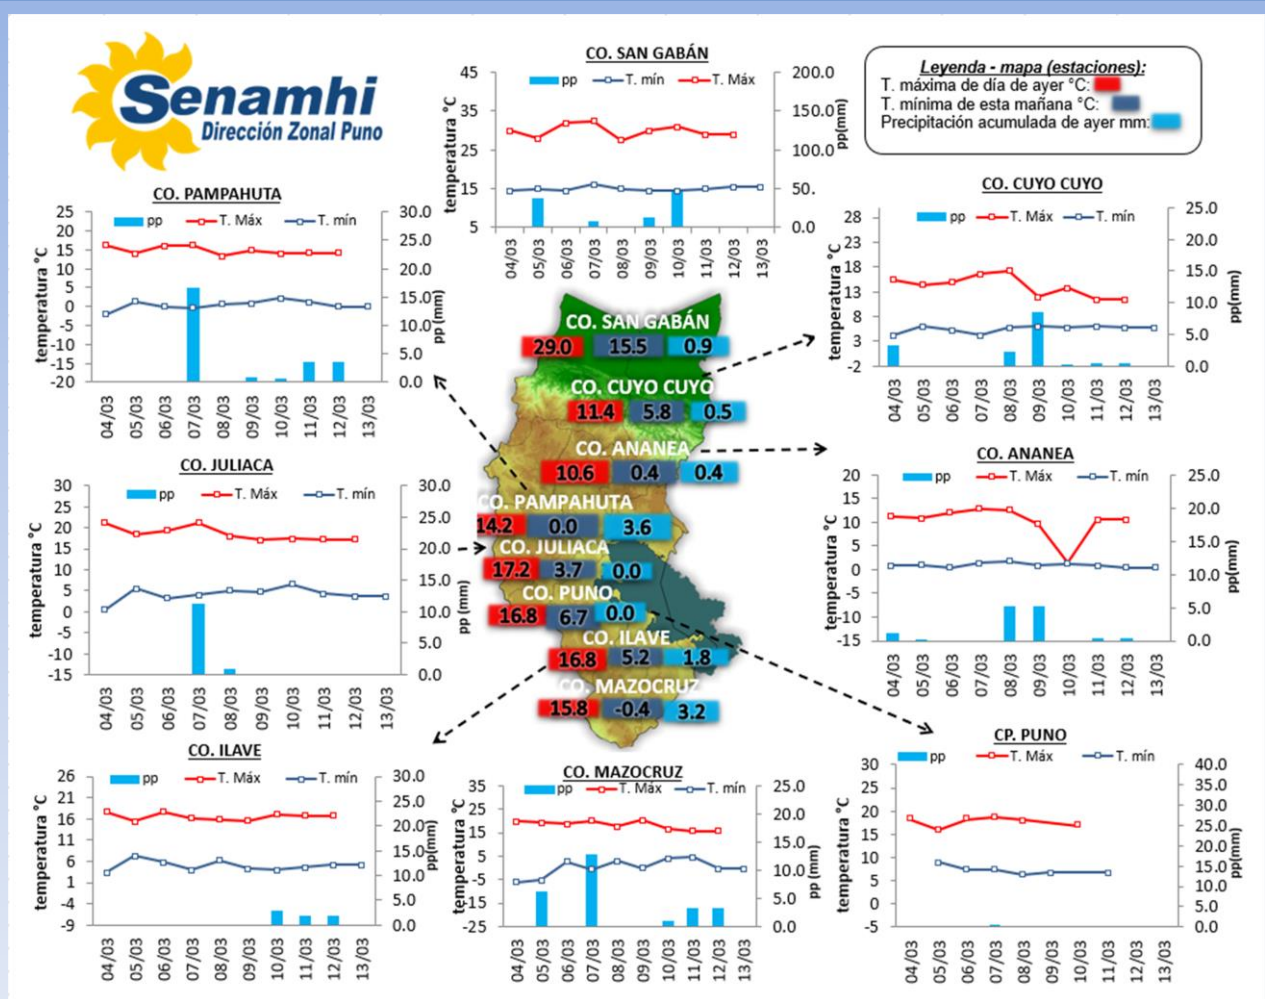 Senamhi
Dirección Zonal Puno
CO. SAN GABÁN
pp T. mín T. Máx
45
35
25
15
5
temperatura °C
200.0
150.0
100.0
50.
0.0
pp(mm)
04/03 05/03 06/03 07/03 08/03 09/03 10/03 11/03 12/03 13/03
Leyenda - mapa (estaciones):
T. máxima de día de ayer °C:
T. mínima de esta mañana °C:
Precipitación acumulada de ayer mm:
CO. PAMPAHUTA
pp T. Máx T. mín
25
20
15
10
5
0
-5
-10
-15
-20
temperatura °C
30.0
25.0
20.0
15.0
10.0
5.0
0.0
pp (mm)
04/03 05/03 06/03 07/03 08/03 09/03 10/03 11/03 12/03 13/03
CO. CUYO CUYO
pp T. Máx T. mín
28
23
18
13
8
3
-2
temperatura °C
25.0
20.0
15.0
10.0
5.0
0.0
pp(mm)
04/03 05/03 06/03 07/03 08/03 09/03 10/03 11/03 12/03 13/03
CO. SAN GABÁN
29.0 15.5 0.9
CO. CUYO CUYO
11.4 5.8 0.5
CO. ANANEA
10.6 0.4 0.4
CO. PAMPAHUTA
14.2 0.0 3.6
CO. JULIACA
17.2 3.7 0.0
CO. PUNO
16.8 6.7 0.0
CO. ILAVE
16.8 5.2 1.8
CO. MAZOCRUZ
15.8 -0.4 3.2
CO. JULIACA
pp T. Máx T. mín
30
25
20
15
10
5
0
-5
-10
-15
temperatura °C
30.0
25.0
20.0
15.0
10.0
5.0
0.0
pp (mm)
04/03 05/03 06/03 07/03 08/03 09/03 10/03 11/03 12/03 13/03
CO. ANANEA
pp T. Máx T. mín
20
15
10
5
0
-5
-10
-15
temperatura °C
25.0
20.0
15.0
10.0
5.0
0.0
pp(mm)
04/03 05/03 06/03 07/03 08/03 09/03 10/03 11/03 12/03 13/03
CO. ILAVE
pp T. Máx T. mín
26
21
16
11
6
1
-4
-9
temperatura °C
30.0
25.0
20.0
15.0
10.0
5.0
0.0
pp(mm)
04/03 05/03 06/03 07/03 08/03 09/03 10/03 11/03 12/03 13/03
CO. MAZOCRUZ
pp T. Máx T. mín
35
25
15
5
-5
-15
-25
temperatura °C
25.0
20.0
15.0
10.0
5.0
0.0
pp (mm)
04/03 05/03 06/03 07/03 08/03 09/03 10/03 11/03 12/03 13/03
CP. PUNO
pp T. Máx T. mín
30
25
20
15
10
5
0
-5
temperatura °C
40.0
35.0
30.0
25.0
20.0
15.0
10.0
5.0
0.0
pp(mm)
04/03 05/03 06/03 07/03 08/03 09/03 10/03 11/03 12/03 13/03